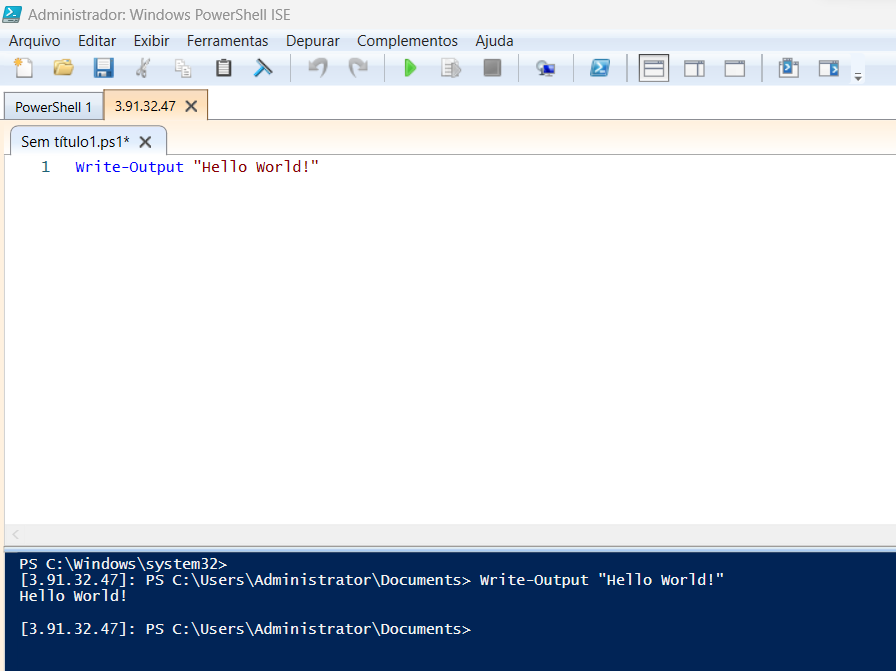 Administrador: Windows PowerShell ISE
Arquivo Editar Exibir Ferramentas Depurar Complementos Ajuda
PowerShell 1 3.91.32.47
Sem título1.ps1*
1 Write-Output "Hello World!"
PS C:\Windows\system32>
[3.91.32.47]: PS C:\Users\Administrator\Documents> Write-Output "Hello World!"
Hello World!
[3.91.32.47]: PS C:\Users\Administrator\Documents>